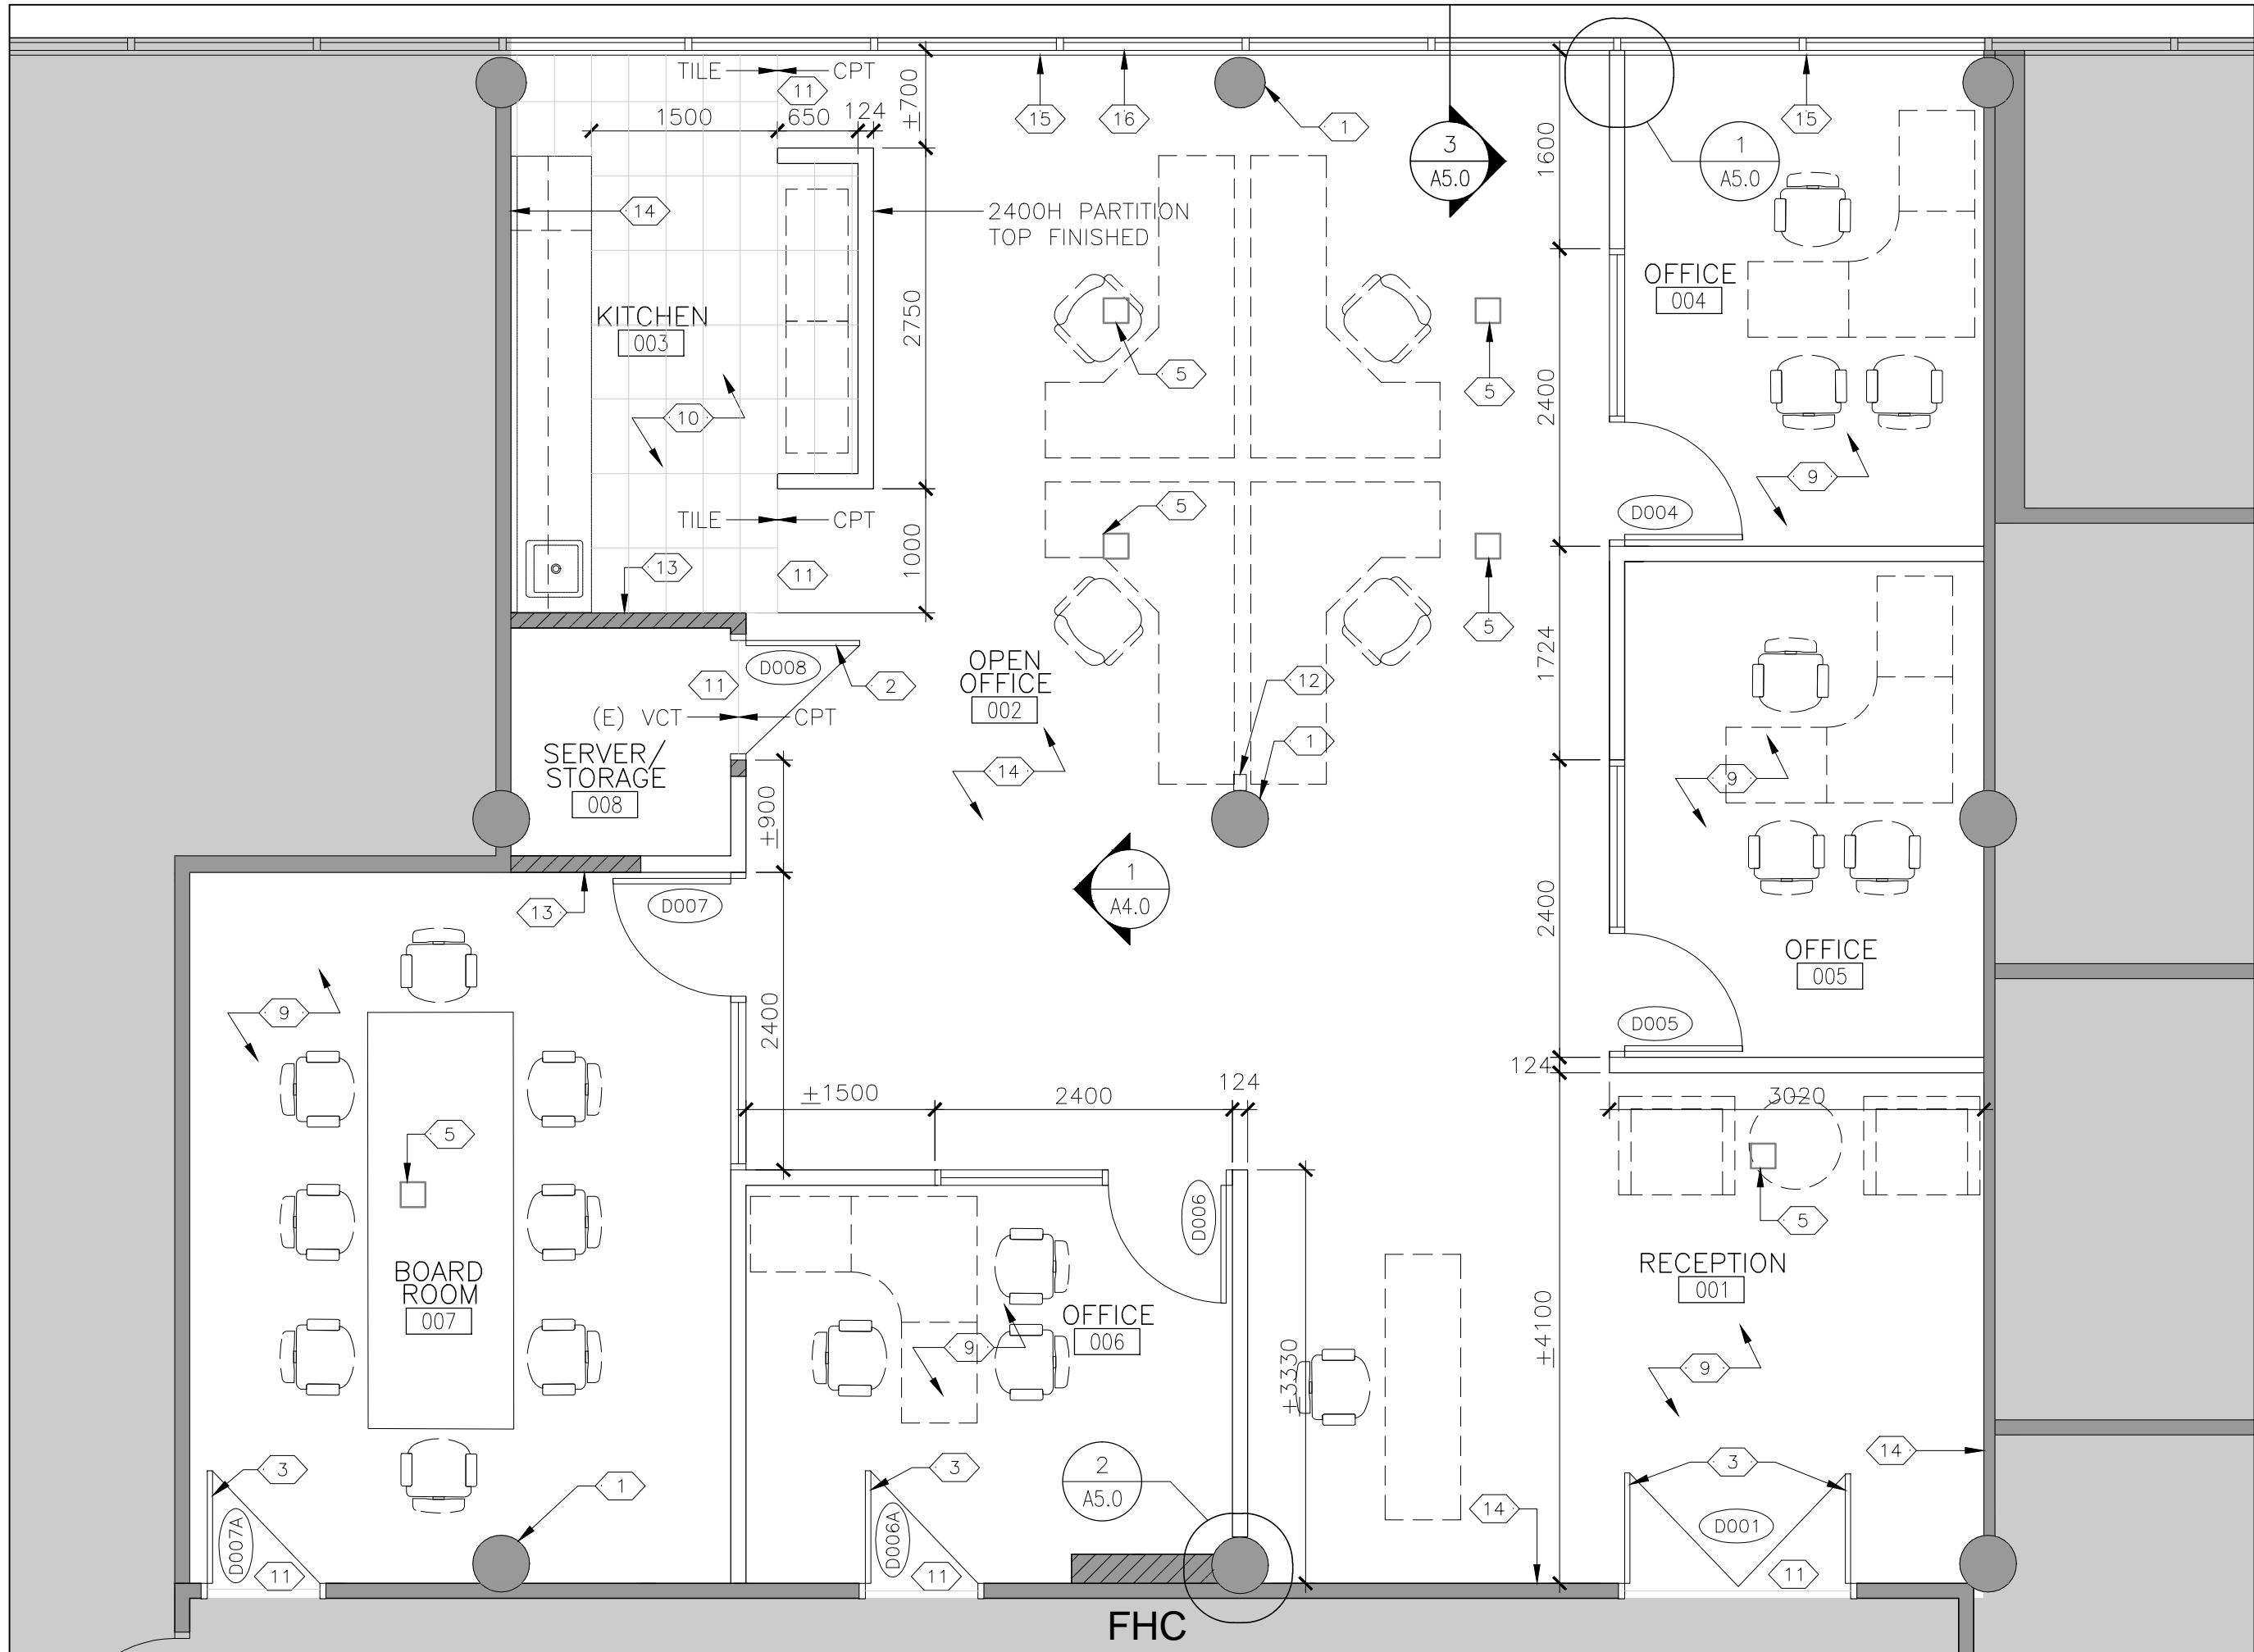 TILE
CPT
11
±700
1500
650
124
15
16
1
3
A5.0
1600
1
A5.0
15
14
2400H PARTITION
TOP FINISHED
OFFICE
004
KITCHEN
003
2750
5
5
2400
10
9
TILE
CPT
D004
5
1000
13
11
5
1724
OPEN
OFFICE
002
D008
11
2
12
(E) VCT
CPT
1
SERVER/
STORAGE
008
14
9
±900
1
A4.0
D007
13
2400
OFFICE
005
9
2400
D005
124
±1500
2400
124
3020
5
D006
5
RECEPTION
001
BOARD
ROOM
007
OFFICE
006
±4100
9
±3330
9
3
1
3
2
A5.0
14
3
14
D007A
11
D006A
11
D001
11
FHC